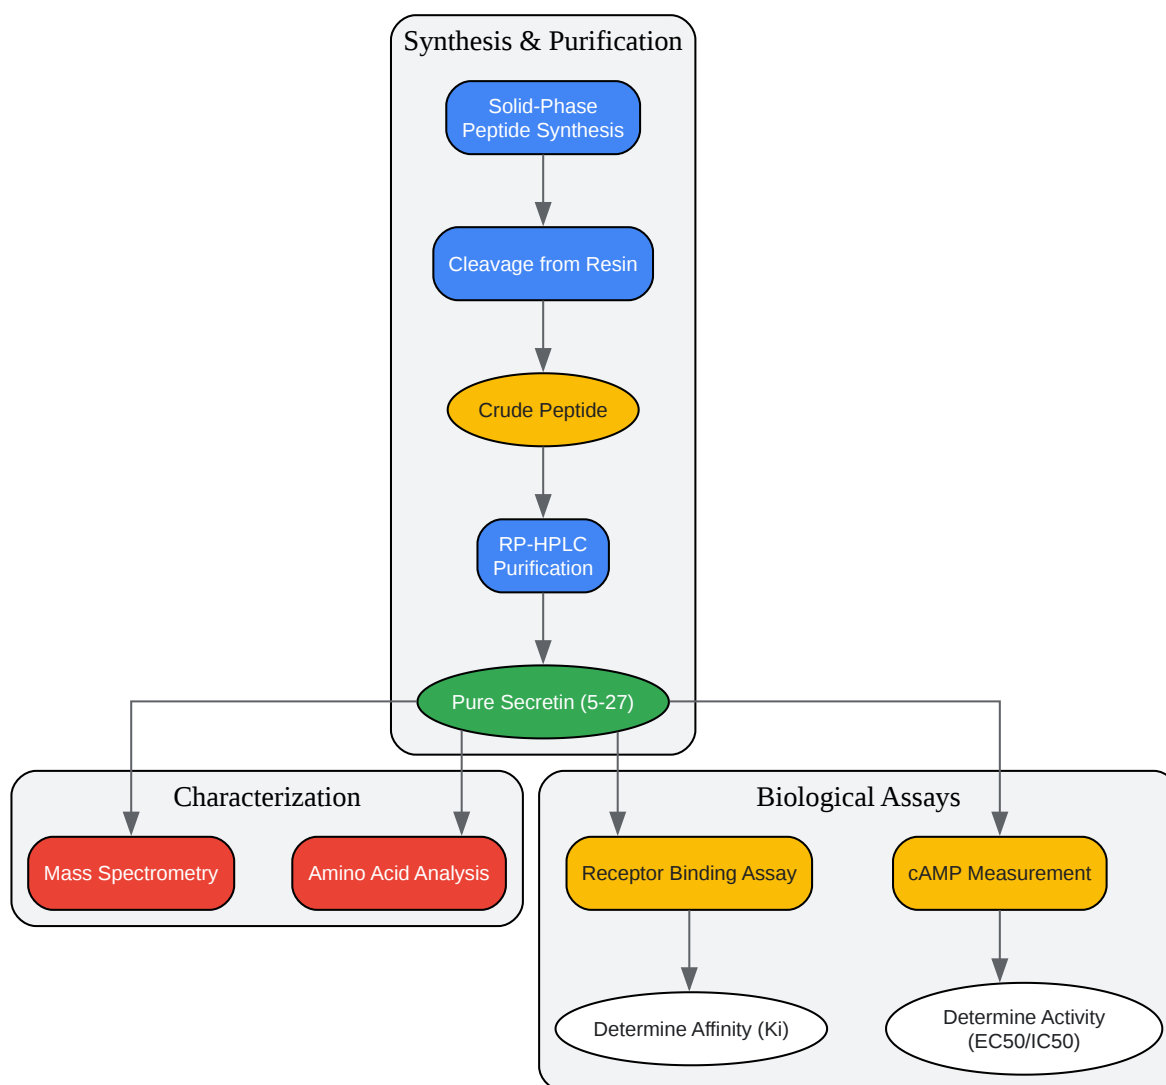 Synthesis & Purification
Solid-Phase
Peptide Synthesis
Cleavage from Resin
Crude Peptide
RP-HPLC
Purification
Pure Secretin (5-27)
Characterization
Mass Spectrometry
Amino Acid Analysis
Biological Assays
Receptor Binding Assay
cAMP Measurement
Determine Affinity (Ki)
Determine Activity
(EC50/IC50)